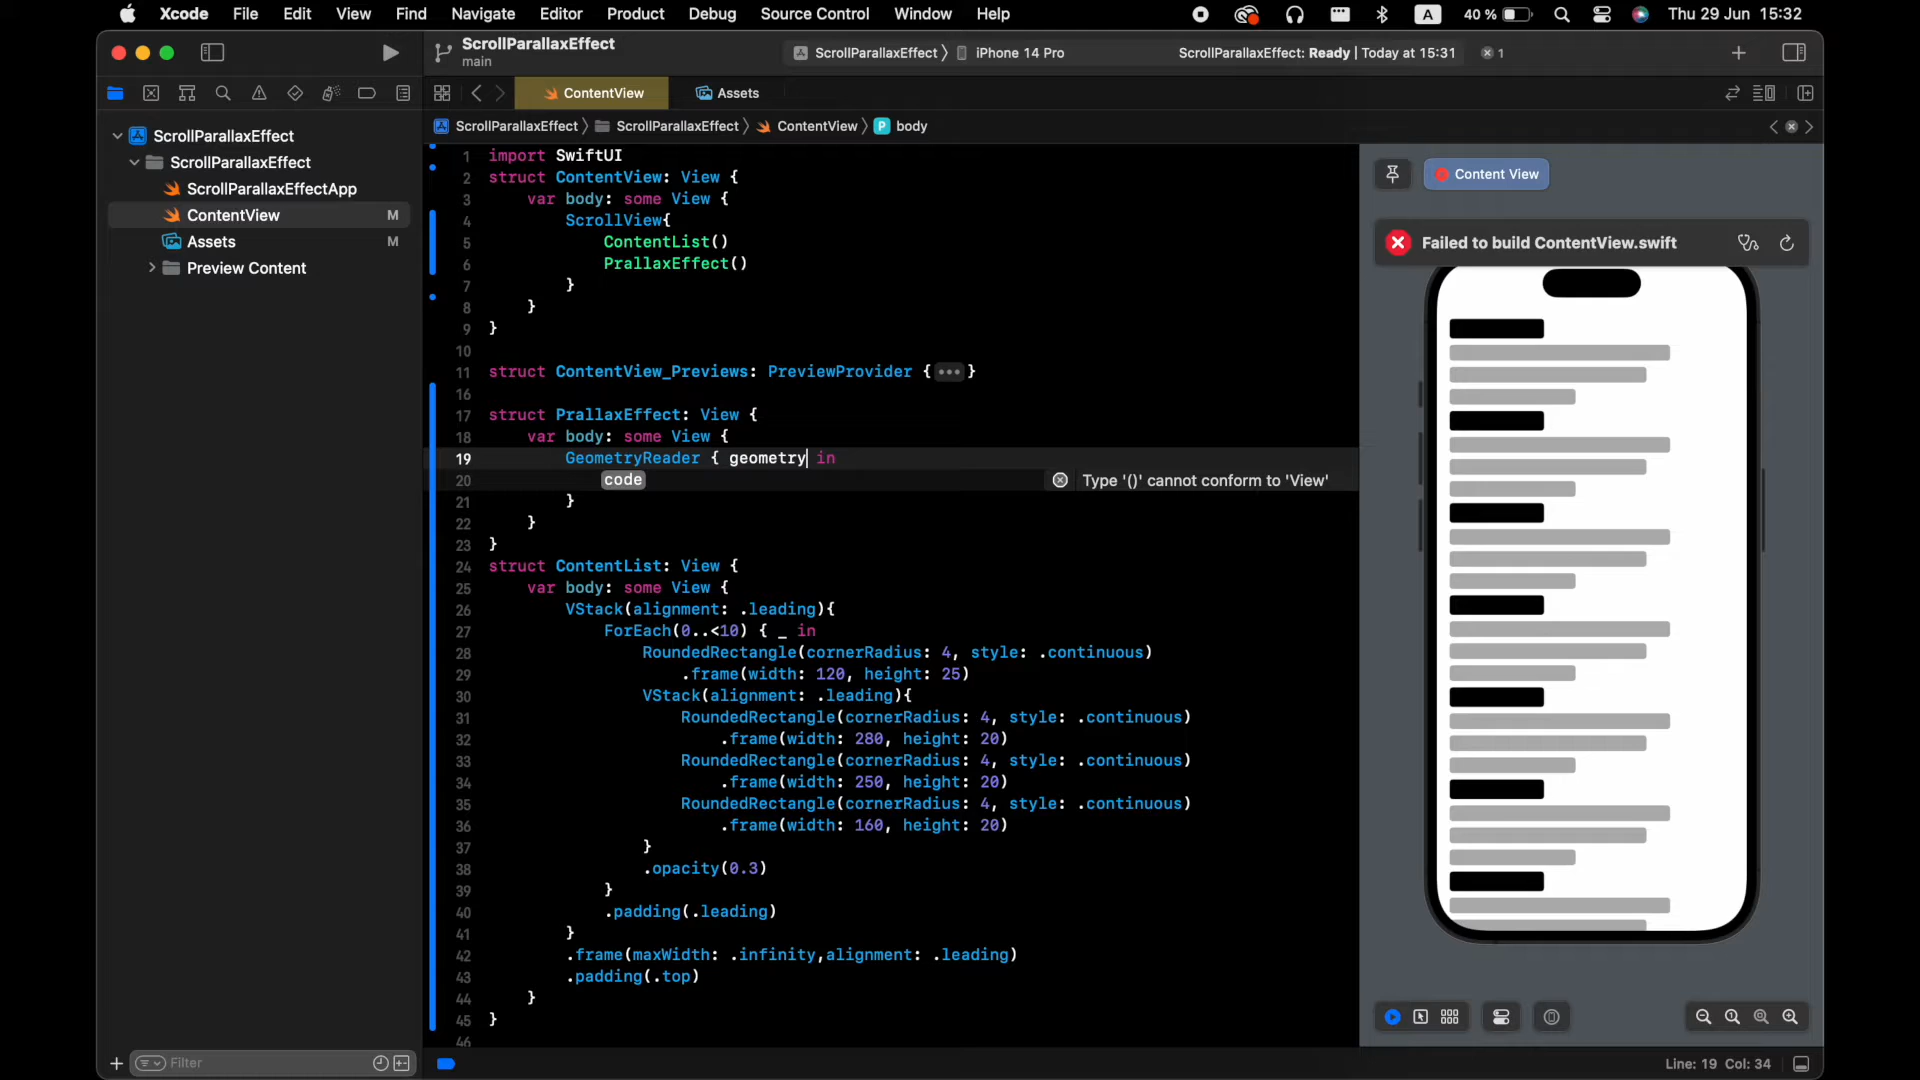 Xcode File Edit View Find Navigate Editor Product Debug Source Control Window Help A 40 % Thu 29 Jun 15:32
ScrollParallaxEffect
main
ScrollParallaxEffect 〉 iPhone 14 Pro
ScrollParallaxEffect: Ready | Today at 15:31
1
ContentView
Assets
ScrollParallaxEffect 〉 ScrollParallaxEffect 〉 ContentView 〉 P body
ScrollParallaxEffect
ScrollParallaxEffect
ScrollParallaxEffectApp
ContentView M
Assets M
Preview Content
1 import SwiftUI
2 struct ContentView: View {
3 var body: some View {
4 ScrollView{
5 ContentList()
6 PrallaxEffect()
7 }
8 }
9 }
10
11 struct ContentView_Previews: PreviewProvider {•••}
16
17 struct PrallaxEffect: View {
18 var body: some View {
19 GeometryReader { geometry in
20 code Type '()' cannot conform to 'View'
21 }
22 }
23 }
24 struct ContentList: View {
25 var body: some View {
26 VStack(alignment: .leading){
27 ForEach(0..<10) { _ in
28 RoundedRectangle(cornerRadius: 4, style: .continuous)
29 .frame(width: 120, height: 25)
30 VStack(alignment: .leading){
31 RoundedRectangle(cornerRadius: 4, style: .continuous)
32 .frame(width: 280, height: 20)
33 RoundedRectangle(cornerRadius: 4, style: .continuous)
34 .frame(width: 250, height: 20)
35 RoundedRectangle(cornerRadius: 4, style: .continuous)
36 .frame(width: 160, height: 20)
37 }
38 .opacity(0.3)
39 }
40 .padding(.leading)
41 }
42 .frame(maxWidth: .infinity,alignment: .leading)
43 .padding(.top)
44 }
45 }
46
Content View
Failed to build ContentView.swift
Filter
Line: 19 Col: 34